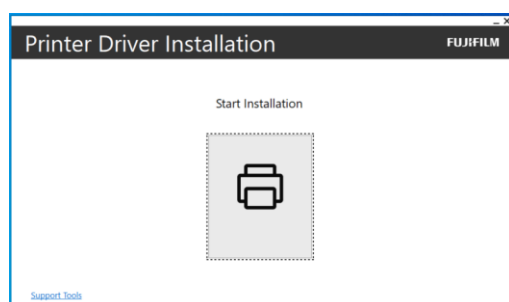 Printer Driver Installation
FUJIFILM
Start Installation
Support Tools